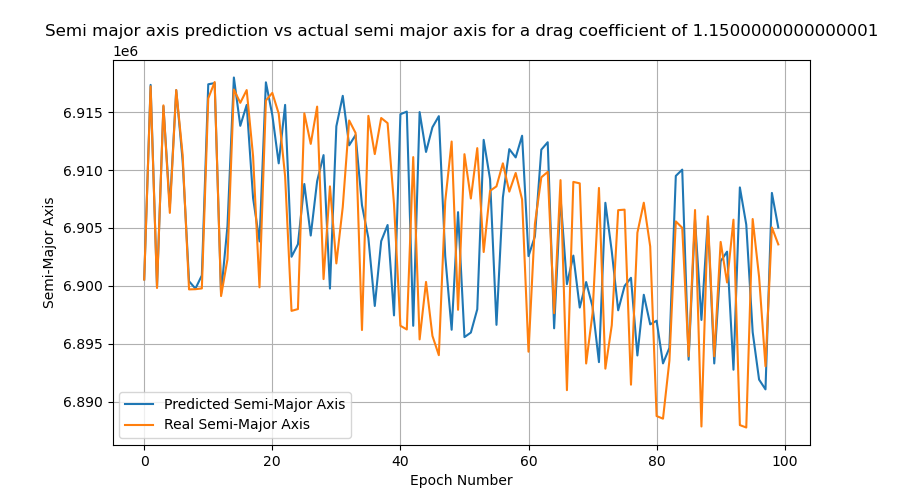 Semi major axis prediction vs actual semi major axis for a drag coefficient of 1.1500000000000001
1e6
6.915
6.910
6.905
6.900
6.895
6.890
Semi-Major Axis
Predicted Semi-Major Axis
Real Semi-Major Axis
0 20 40 60 80 100
Epoch Number